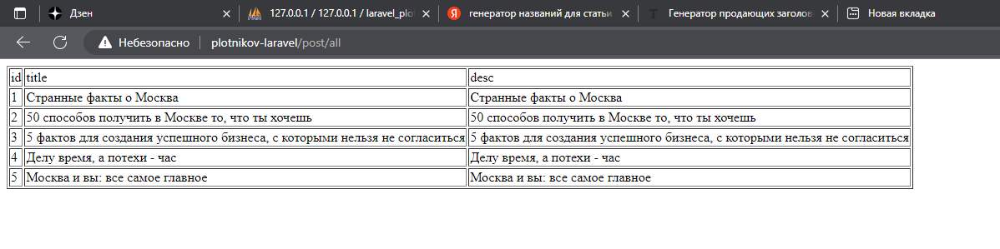 Дзен
127.0.0.1 / 127.0.0.1 / laravel_plo
генератор названий для статьи
Генератор продающих заголов
Новая вкладка
Небезопасно plotnikov-laravel/post/all
id title desc
1 Странные факты о Москва Странные факты о Москва
2 50 способов получить в Москве то, что ты хочешь 50 способов получить в Москве то, что ты хочешь
3 5 фактов для создания успешного бизнеса, с которыми нельзя не согласиться 5 фактов для создания успешного бизнеса, с которыми нельзя не согласиться
4 Делу время, а потехи - час Делу время, а потехи - час
5 Москва и вы: все самое главное Москва и вы: все самое главное